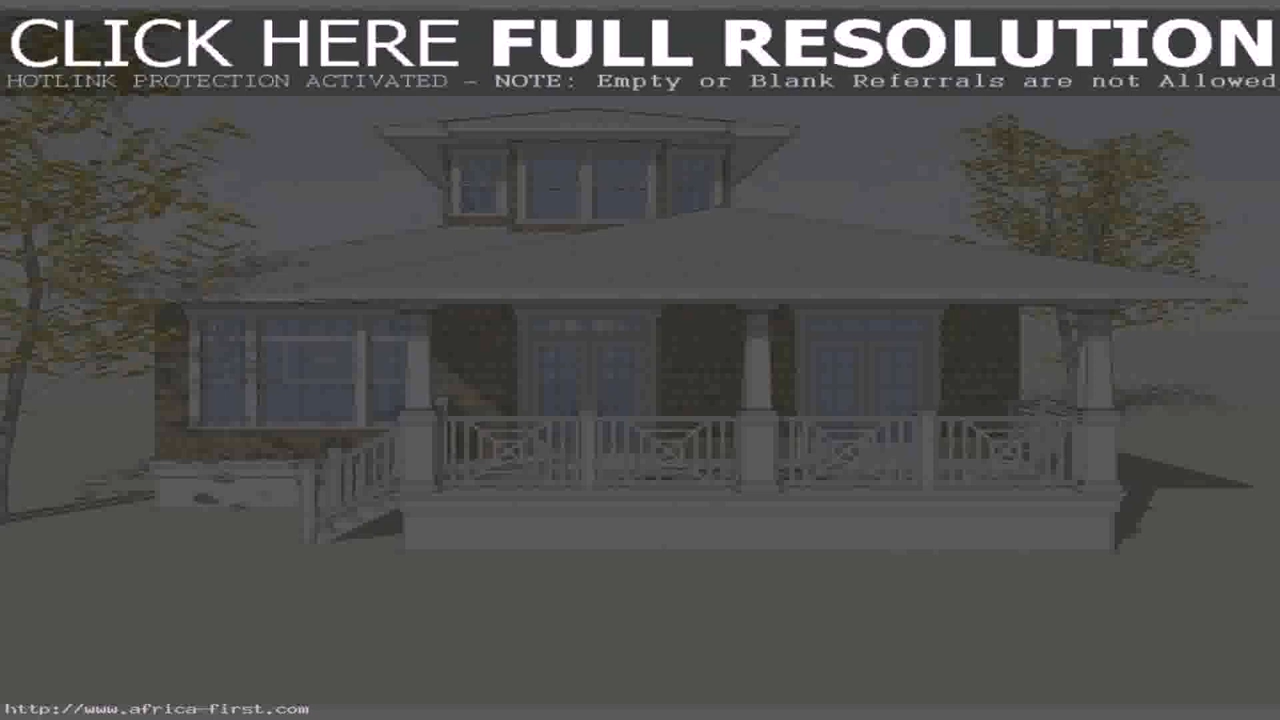 CLICK HERE FULL RESOLUTION
HOTLINK PROTECTION ACTIVATED - NOTE: Empty or Blank Referrals are not Allowed
http://www.africa-first.com